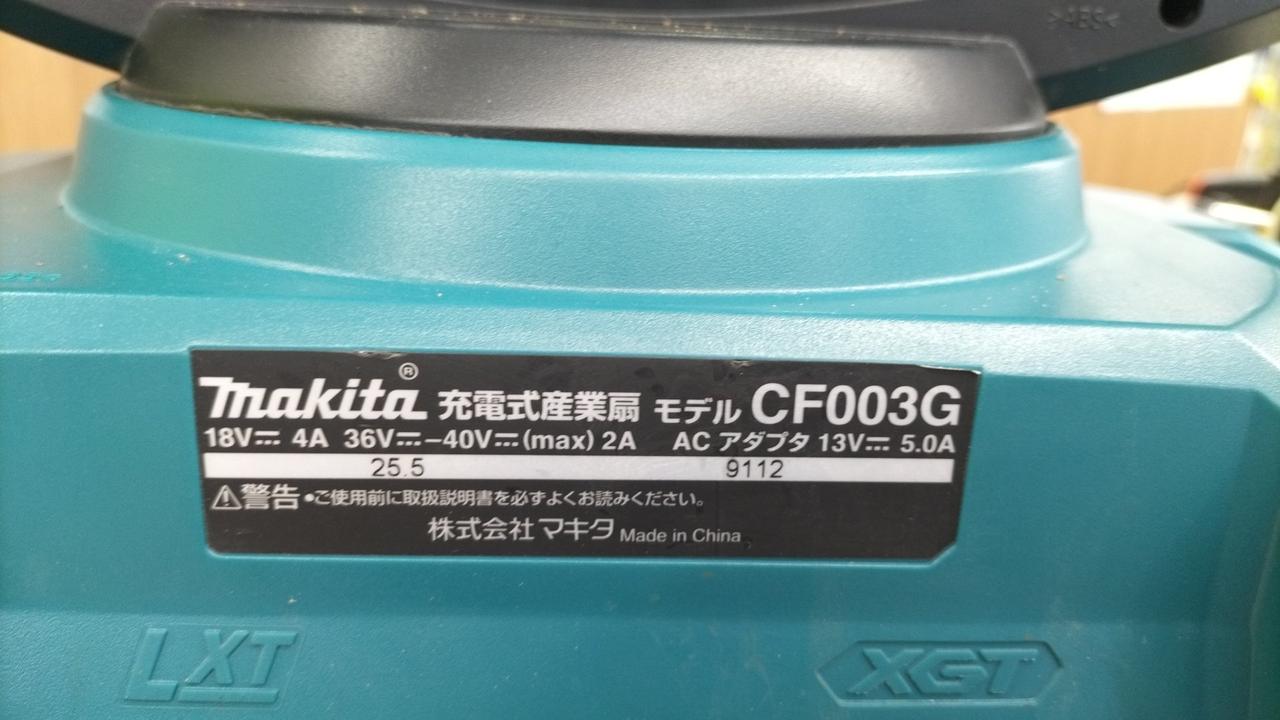 >ABS<
makita® 充電式産業扇 モデル CF003G
18V⎓ 4A 36V⎓-40V⎓(max) 2A AC アダプタ 13V⎓ 5.0A
25.5 9112
⚠警告 •ご使用前に取扱説明書を必ずよくお読みください。
株式会社 マキタ Made in China
LXT XGT